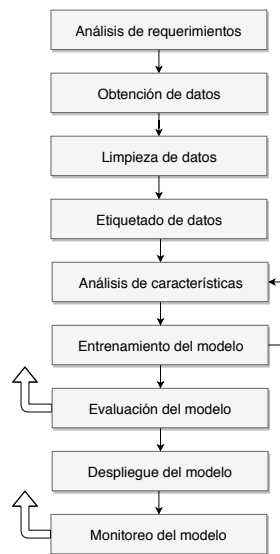 Análisis de requerimientos
Obtención de datos
Limpieza de datos
Etiquetado de datos
Análisis de características
Entrenamiento del modelo
Evaluación del modelo
Despliegue del modelo
Monitoreo del modelo